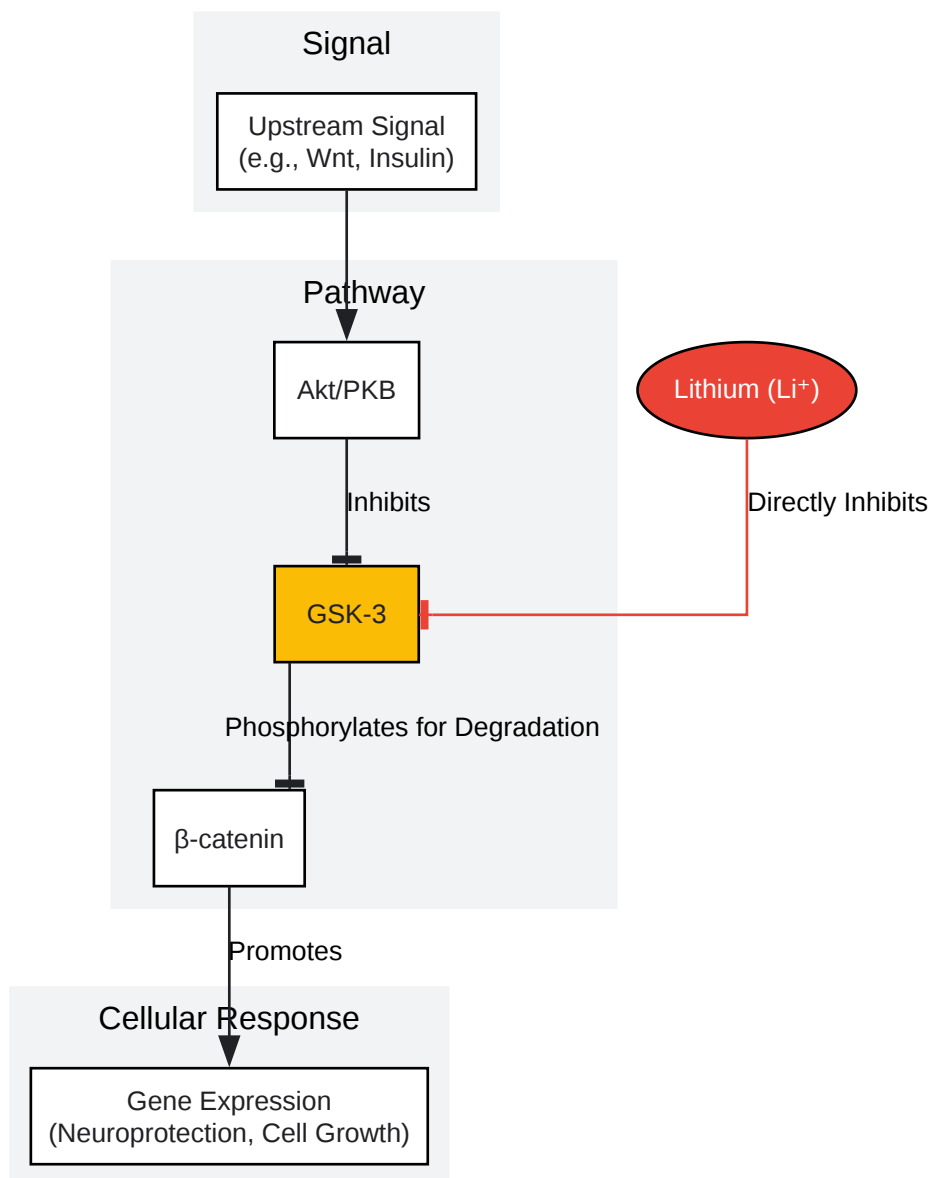 Signal
Upstream Signal
(e.g., Wnt, Insulin)
Pathway
Akt/PKB
Lithium (Li⁺)
Inhibits
Directly Inhibits
GSK-3
Phosphorylates for Degradation
β-catenin
Promotes
Cellular Response
Gene Expression
(Neuroprotection, Cell Growth)